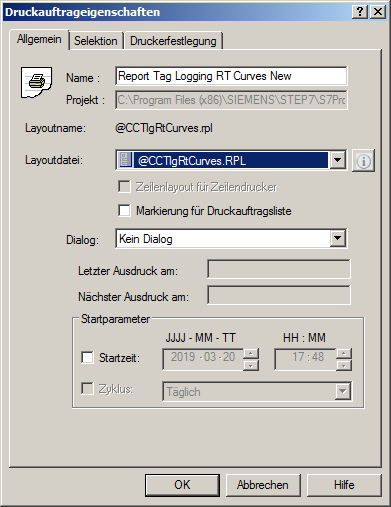 Druckauftrageigenschaften
Allgemein Selektion Druckerfestlegung
Name : Report Tag Logging RT Curves New
Projekt : C:\Program Files (x86)\SIEMENS\STEP7\S7Pro
Layoutname: @CCTlgRtCurves.rpl
Layoutdatei: @CCTlgRtCurves.RPL
Zeilenlayout für Zeilendrucker
Markierung für Druckauftragsliste
Dialog: Kein Dialog
Letzter Ausdruck am:
Nächster Ausdruck am:
Startparameter
JJJJ - MM - TT HH : MM
Startzeit: 2019 - 03 - 20 17 : 48
Zyklus: Täglich
OK Abbrechen Hilfe